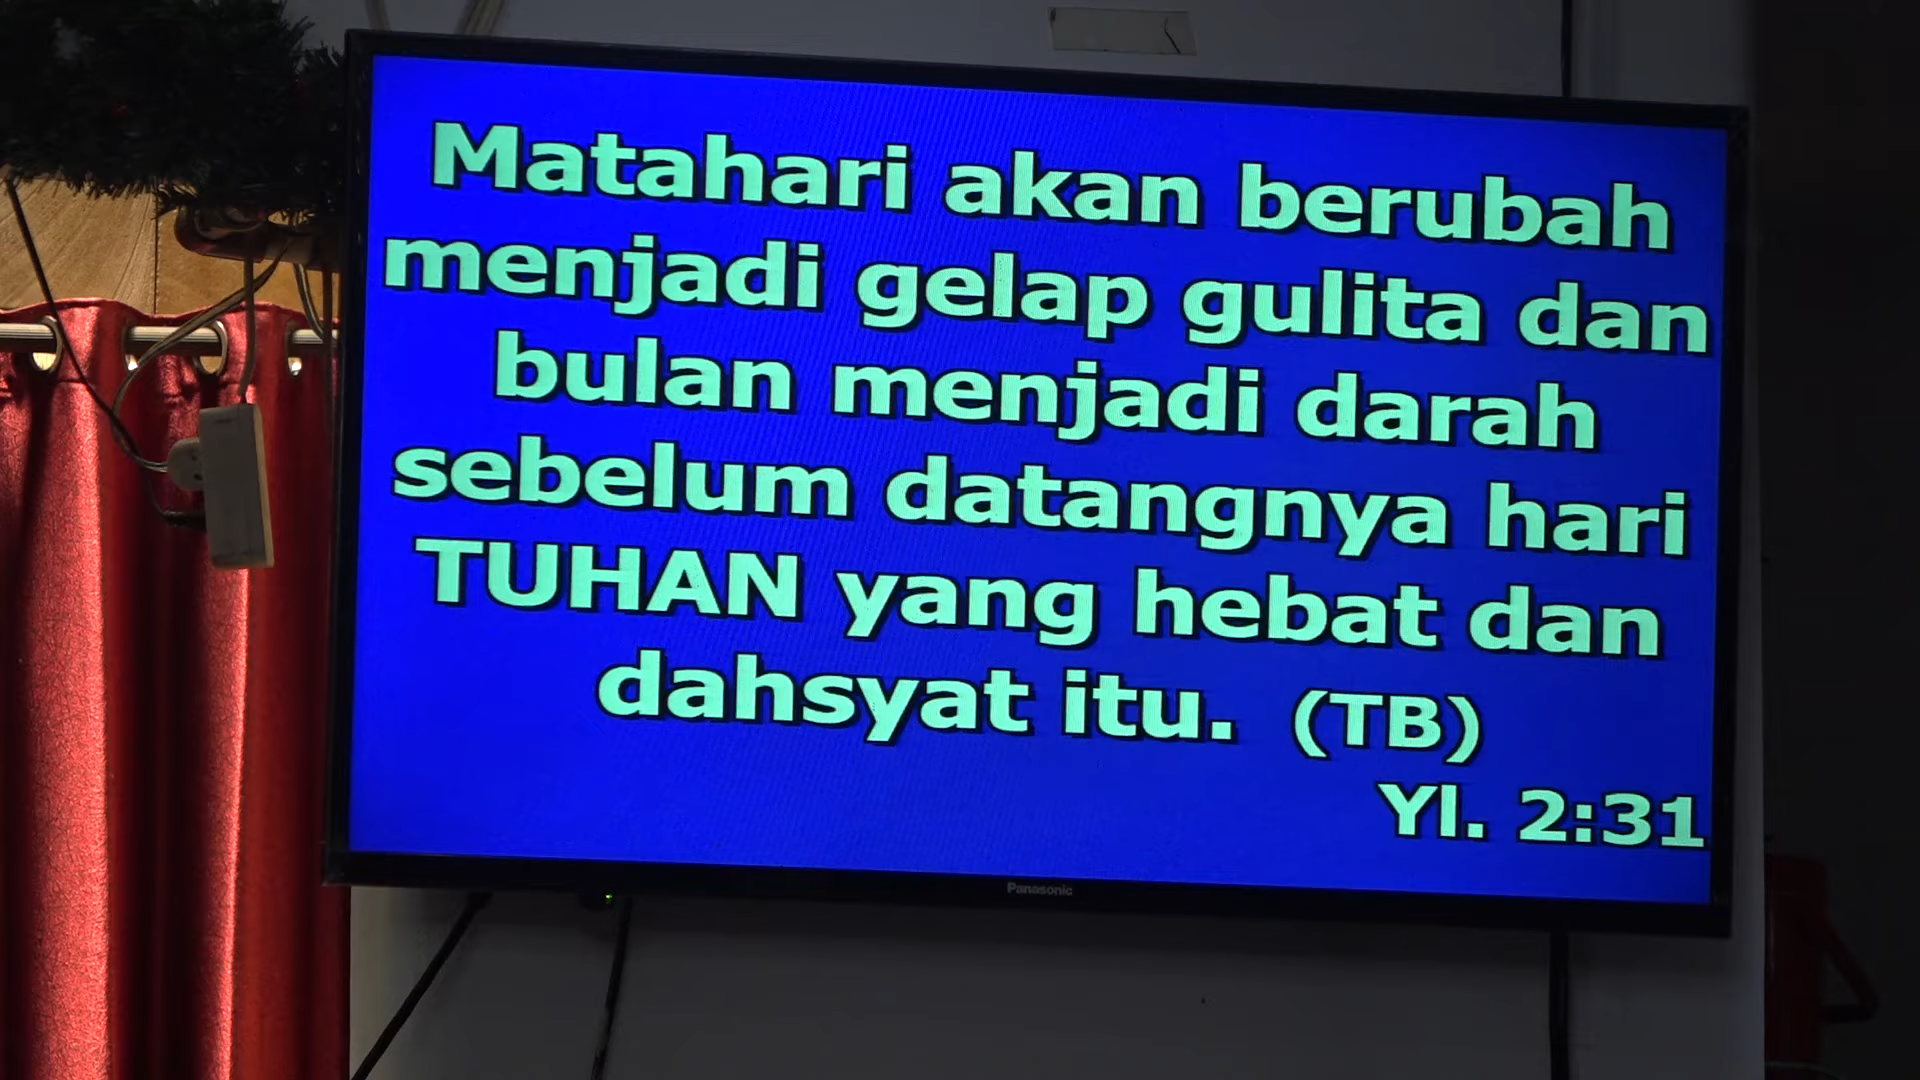 Matahari akan berubah
menjadi gelap gulita dan
bulan menjadi darah
sebelum datangnya hari
TUHAN yang hebat dan
dahsyat itu. (TB)
Yl. 2:31
Panasonic